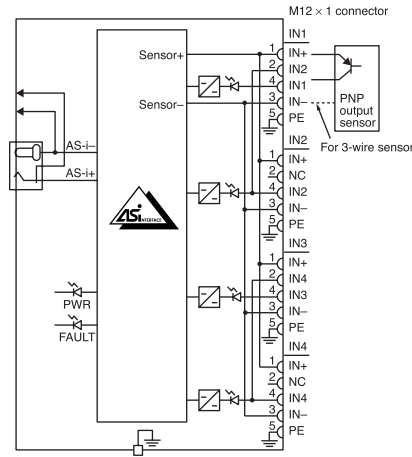 M12 × 1 connector
IN1
Sensor+
1 IN+
2 IN2
4 IN1
Sensor–
3 IN–
5 PE
PNP
output
sensor
For 3-wire sensor
AS-i–
AS-i+
IN2
1 IN+
2 NC
4 IN2
3 IN–
5 PE
ASi INTERFACE
IN3
1 IN+
2 IN4
4 IN3
3 IN–
5 PE
PWR
FAULT
IN4
1 IN+
2 NC
4 IN4
3 IN–
5 PE